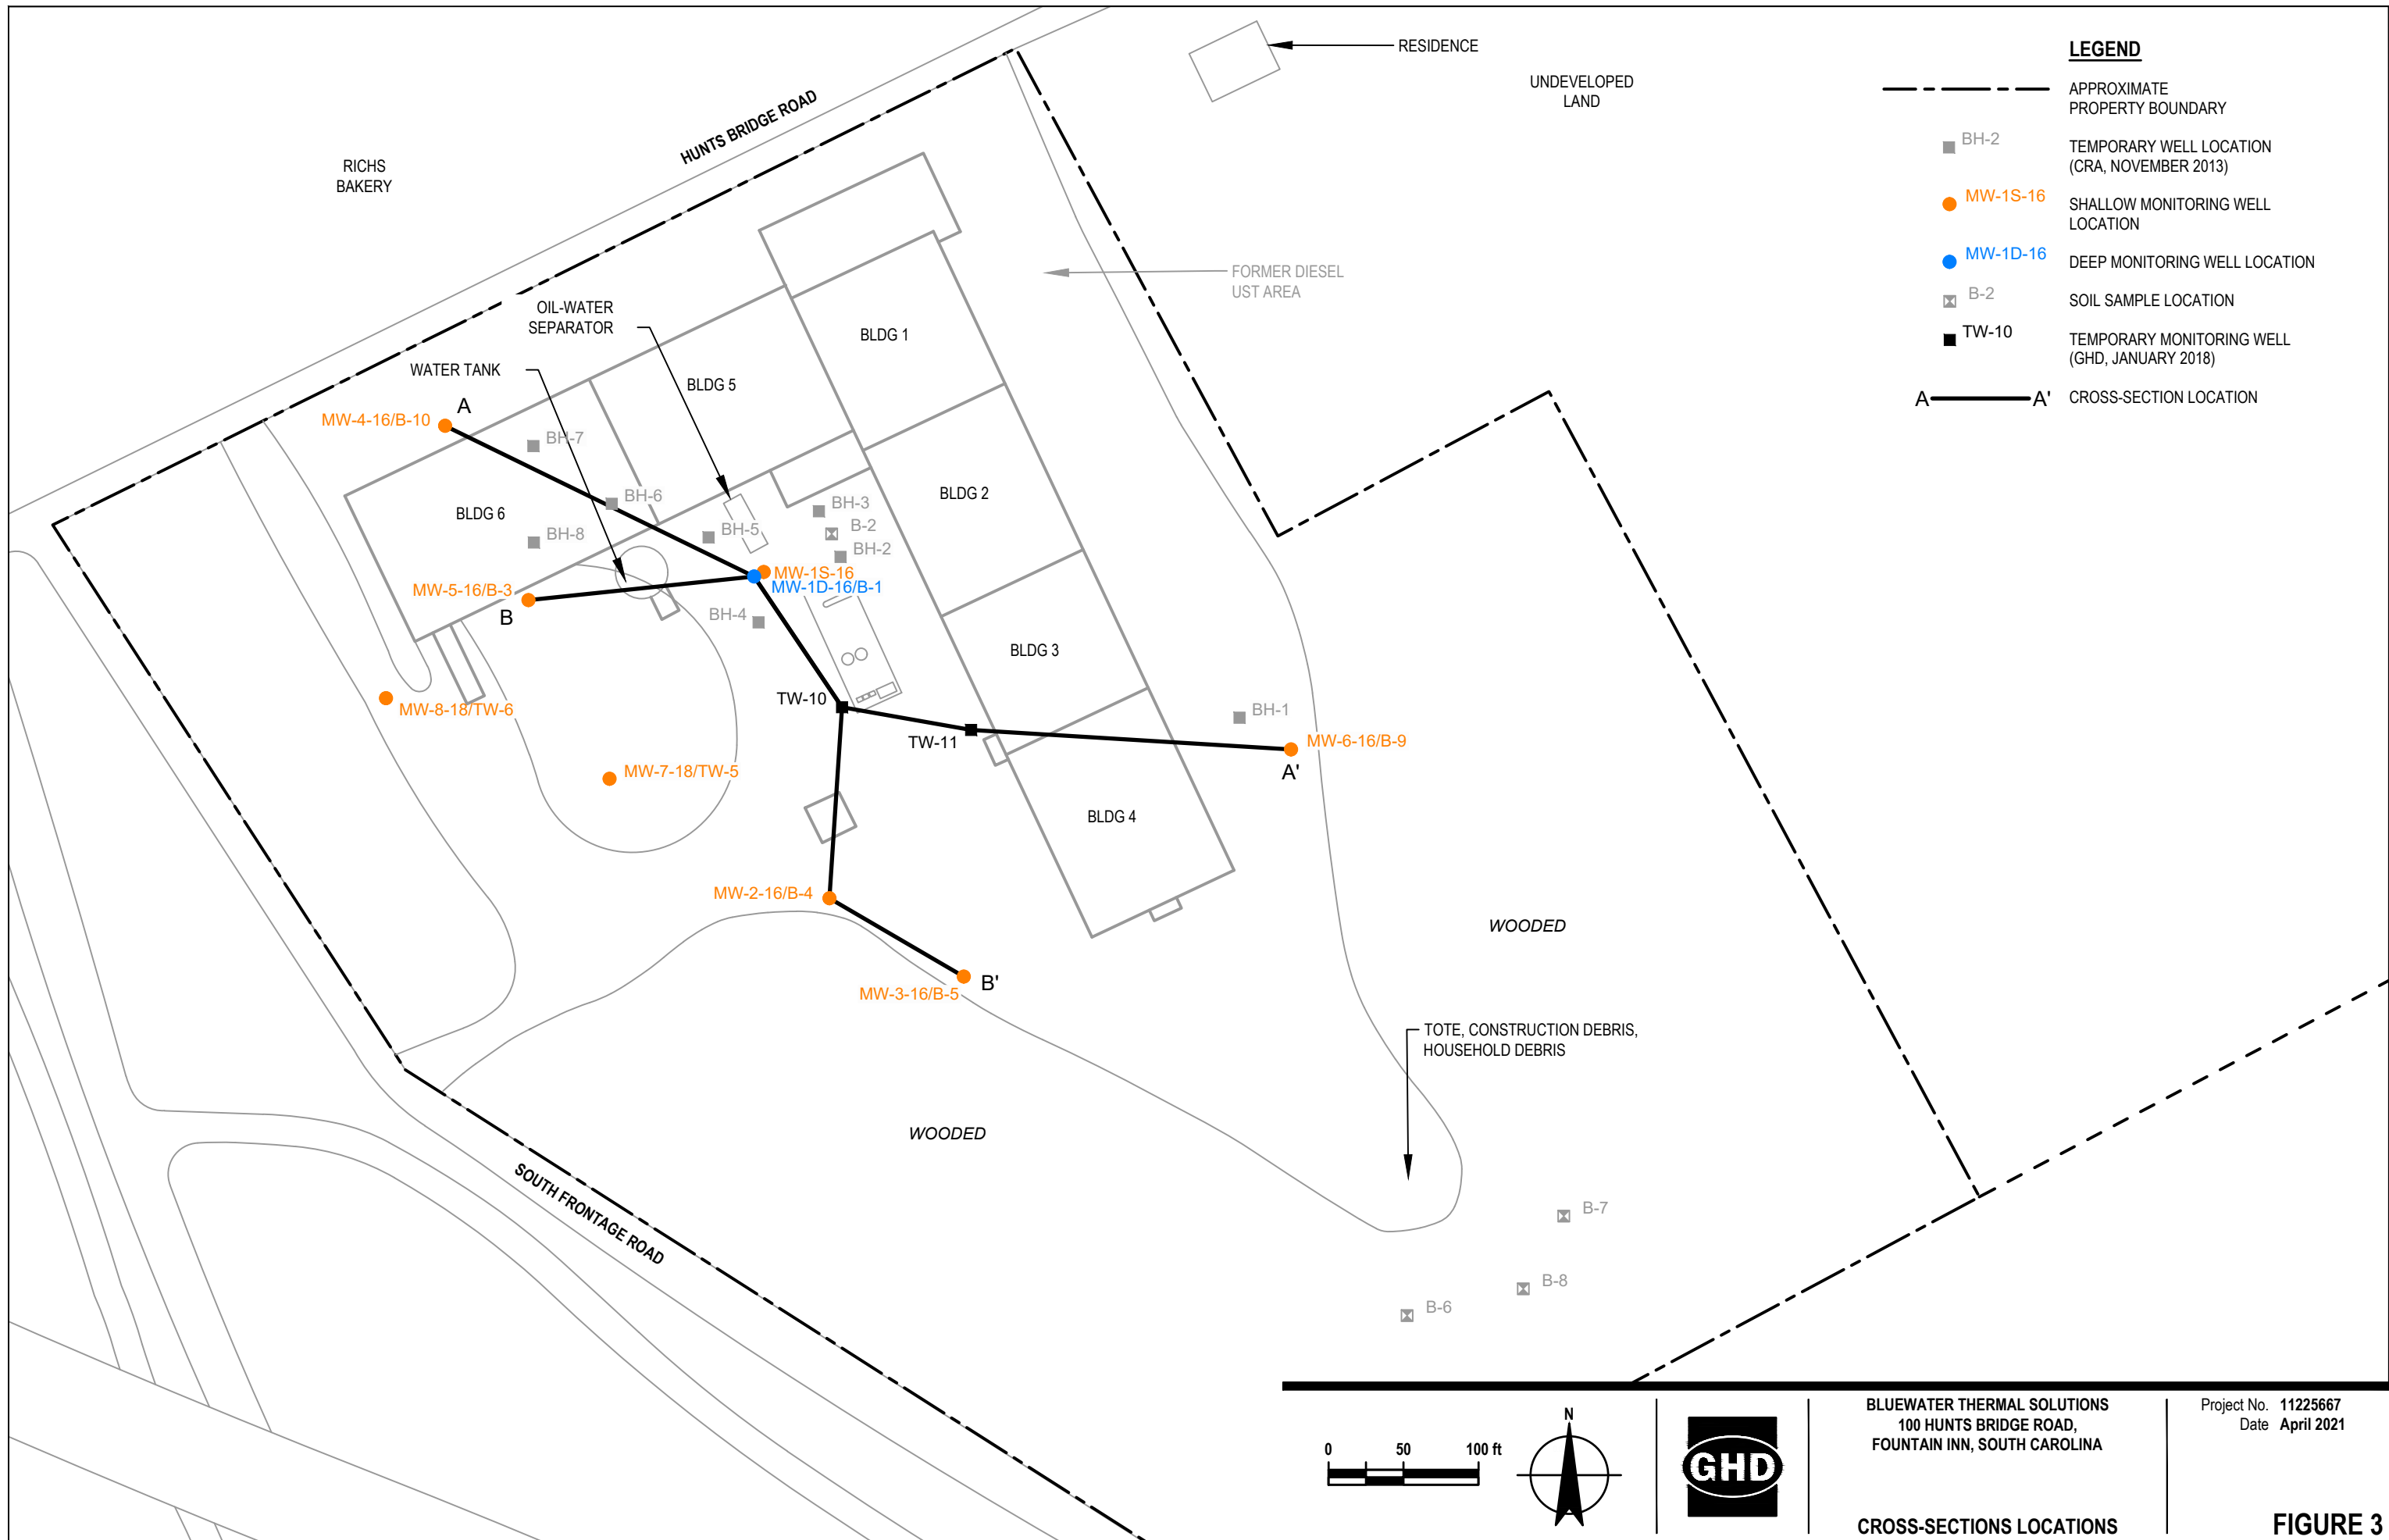 RESIDENCE
UNDEVELOPED
LAND
HUNTS BRIDGE ROAD
RICHS
BAKERY
FORMER DIESEL
UST AREA
OIL-WATER
SEPARATOR
WATER TANK
BLDG 1
BLDG 5
BLDG 2
BLDG 6
BLDG 3
BLDG 4
MW-4-16/B-10
A
BH-7
BH-6
BH-3
B-2
BH-5
BH-8
BH-2
MW-1S-16
MW-1D-16/B-1
MW-5-16/B-3
B
BH-4
TW-10
MW-8-18/TW-6
BH-1
TW-11
MW-6-16/B-9
A'
MW-7-18/TW-5
MW-2-16/B-4
B'
MW-3-16/B-5
WOODED
TOTE, CONSTRUCTION DEBRIS,
HOUSEHOLD DEBRIS
WOODED
SOUTH FRONTAGE ROAD
B-7
B-8
B-6
LEGEND
APPROXIMATE
PROPERTY BOUNDARY
BH-2
TEMPORARY WELL LOCATION
(CRA, NOVEMBER 2013)
MW-1S-16
SHALLOW MONITORING WELL
LOCATION
MW-1D-16
DEEP MONITORING WELL LOCATION
B-2
SOIL SAMPLE LOCATION
TW-10
TEMPORARY MONITORING WELL
(GHD, JANUARY 2018)
A A' CROSS-SECTION LOCATION
0 50 100 ft
N
GHD
BLUEWATER THERMAL SOLUTIONS
100 HUNTS BRIDGE ROAD,
FOUNTAIN INN, SOUTH CAROLINA
CROSS-SECTIONS LOCATIONS
Project No. 11225667
Date April 2021
FIGURE 3